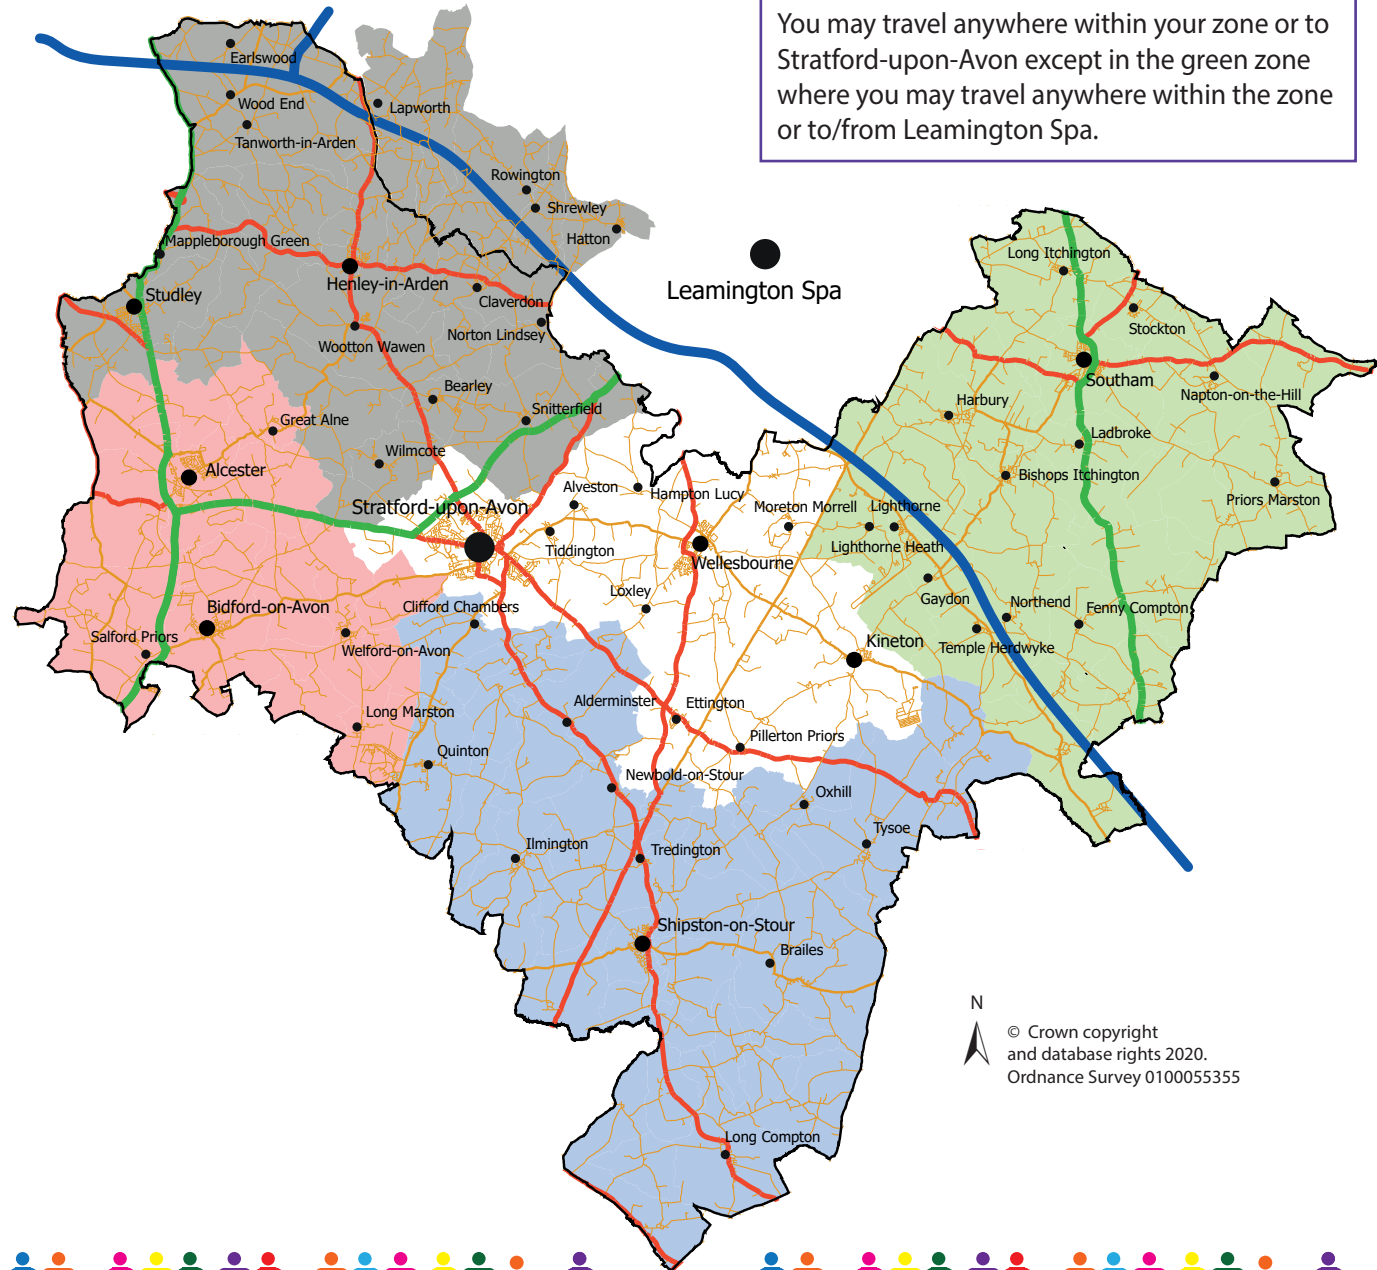 You may travel anywhere within your zone or to
Stratford-upon-Avon except in the green zone
where you may travel anywhere within the zone
or to/from Leamington Spa.
Earlswood
Wood End
Lapworth
Tanworth-in-Arden
Rowington
Shrewley
Hatton
Mappleborough Green
Henley-in-Arden
Studley
Claverdon
Norton Lindsey
Wootton Wawen
Leamington Spa
Long Itchington
Stockton
Southam
Napton-on-the-Hill
Harbury
Ladbroke
Bishops Itchington
Priors Marston
Bearley
Snitterfield
Great Alne
Wilmcote
Alcester
Stratford-upon-Avon
Alveston
Hampton Lucy
Moreton Morrell
Lighthorne
Tiddington
Wellesbourne
Lighthorne Heath
Loxley
Gaydon
Northend
Fenny Compton
Temple Herdwyke
Kineton
Bidford-on-Avon
Clifford Chambers
Salford Priors
Welford-on-Avon
Long Marston
Alderminster
Ettington
Pillerton Priors
Quinton
Newbold-on-Stour
Oxhill
Tysoe
Ilmington
Tredington
Shipston-on-Stour
Brailes
Long Compton
N
© Crown copyright
and database rights 2020.
Ordnance Survey 0100055355